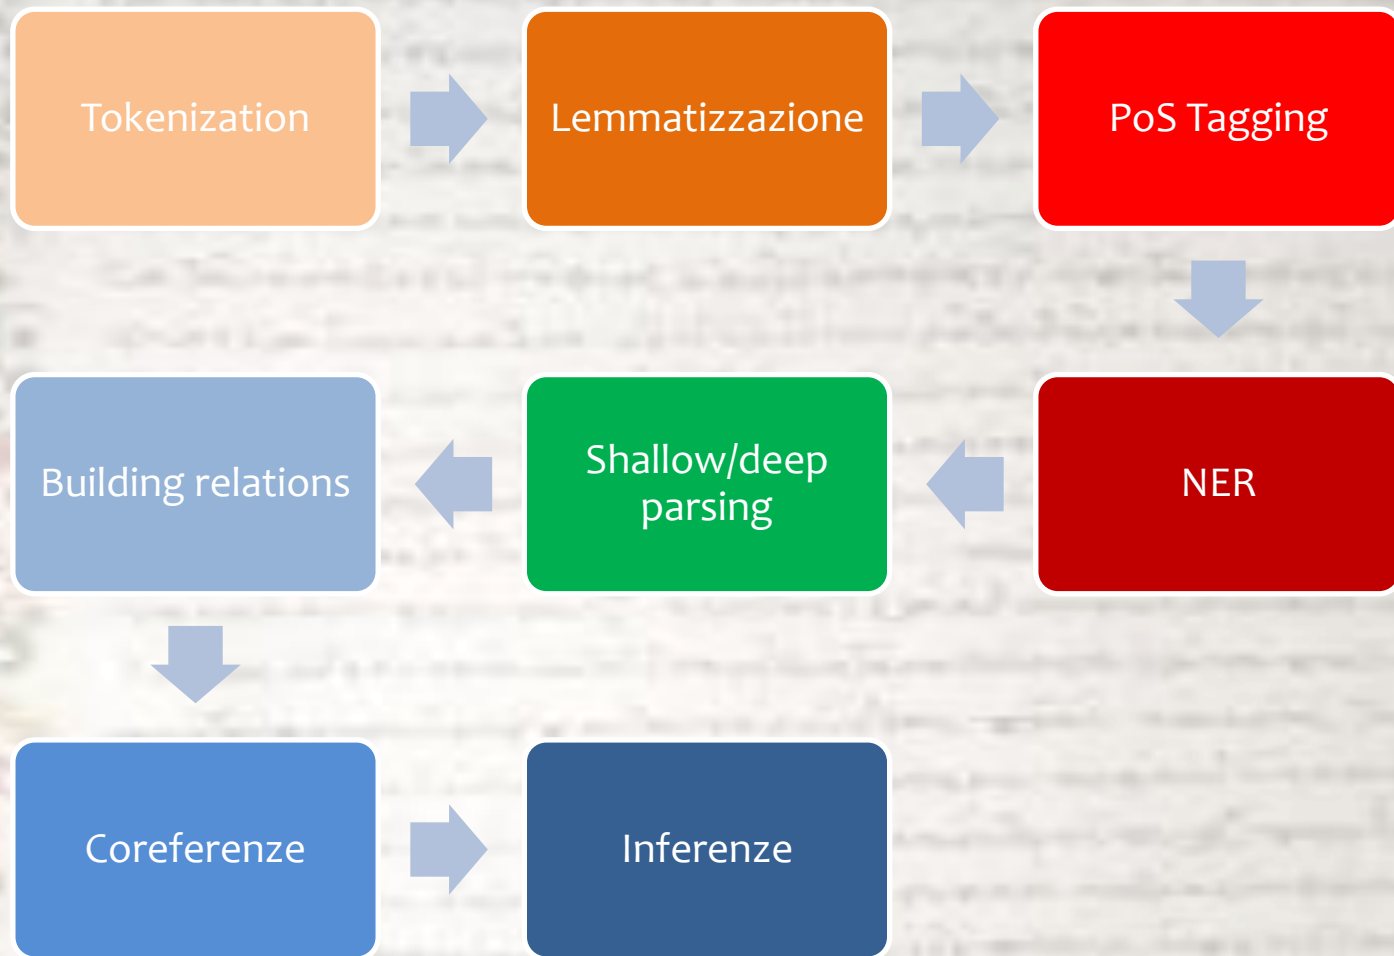 Tokenization
Lemmatizzazione
PoS Tagging
NER
Shallow/deep
parsing
Building relations
Coreferenze
Inferenze